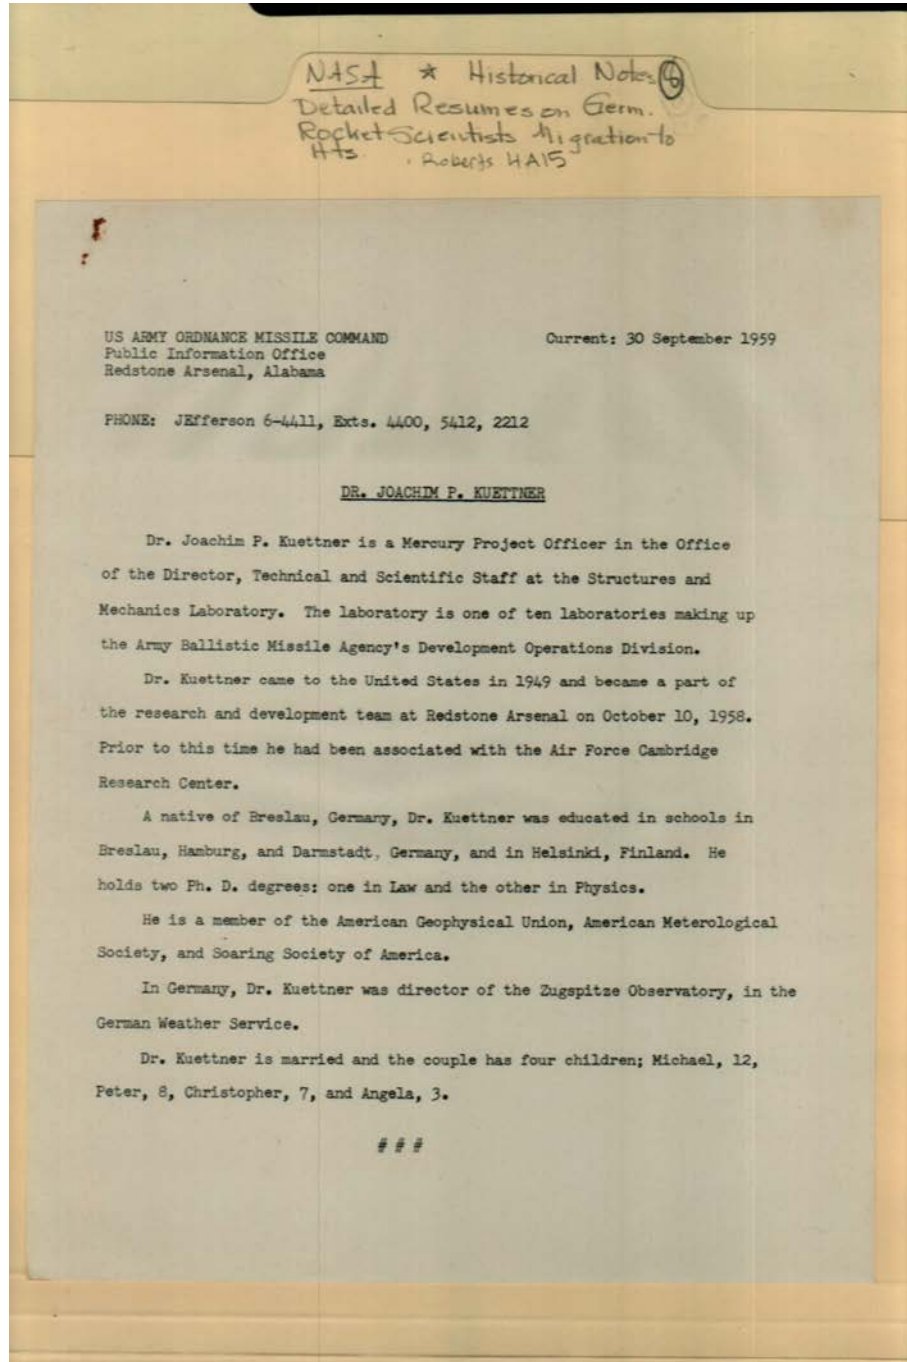 NASA * Historical Notes 6
Detailed Resumes on Germ.
Rocket Scientists Migration to
Hts. Roberts 4A15
US ARMY ORDNANCE MISSILE COMMAND Current: 30 September 1959
Public Information Office
Redstone Arsenal, Alabama
PHONE: JEfferson 6-4411, Exts. 4400, 5412, 2212
DR. JOACHIM P. KUETTNER
Dr. Joachim P. Kuettner is a Mercury Project Officer in the Office
of the Director, Technical and Scientific Staff at the Structures and
Mechanics Laboratory. The laboratory is one of ten laboratories making up
the Army Ballistic Missile Agency's Development Operations Division.
Dr. Kuettner came to the United States in 1949 and became a part of
the research and development team at Redstone Arsenal on October 10, 1958.
Prior to this time he had been associated with the Air Force Cambridge
Research Center.
A native of Breslau, Germany, Dr. Kuettner was educated in schools in
Breslau, Hamburg, and Darmstadt, Germany, and in Helsinki, Finland. He
holds two Ph. D. degrees: one in Law and the other in Physics.
He is a member of the American Geophysical Union, American Meterological
Society, and Soaring Society of America.
In Germany, Dr. Kuettner was director of the Zugspitze Observatory, in the
German Weather Service.
Dr. Kuettner is married and the couple has four children; Michael, 12,
Peter, 8, Christopher, 7, and Angela, 3.
# # #